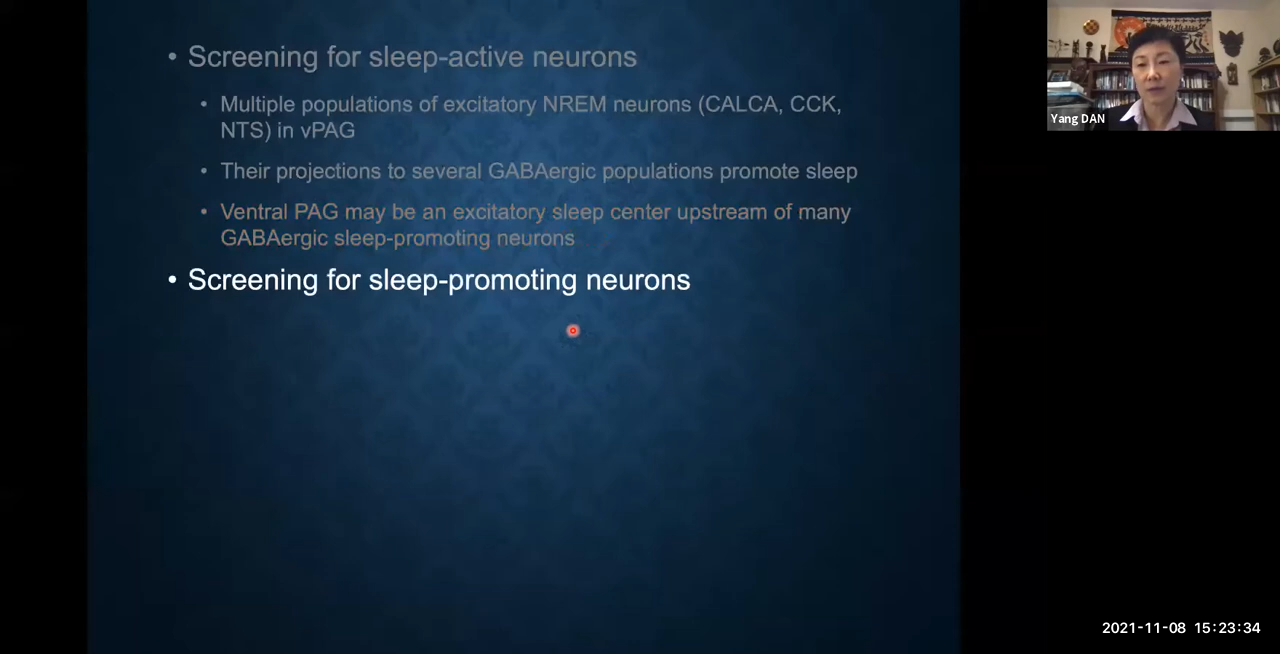 • Screening for sleep-active neurons
• Multiple populations of excitatory NREM neurons (CALCA, CCK,
NTS) in vPAG
• Their projections to several GABAergic populations promote sleep
• Ventral PAG may be an excitatory sleep center upstream of many
GABAergic sleep-promoting neurons
• Screening for sleep-promoting neurons
Yang DAN
2021-11-08 15:23:34